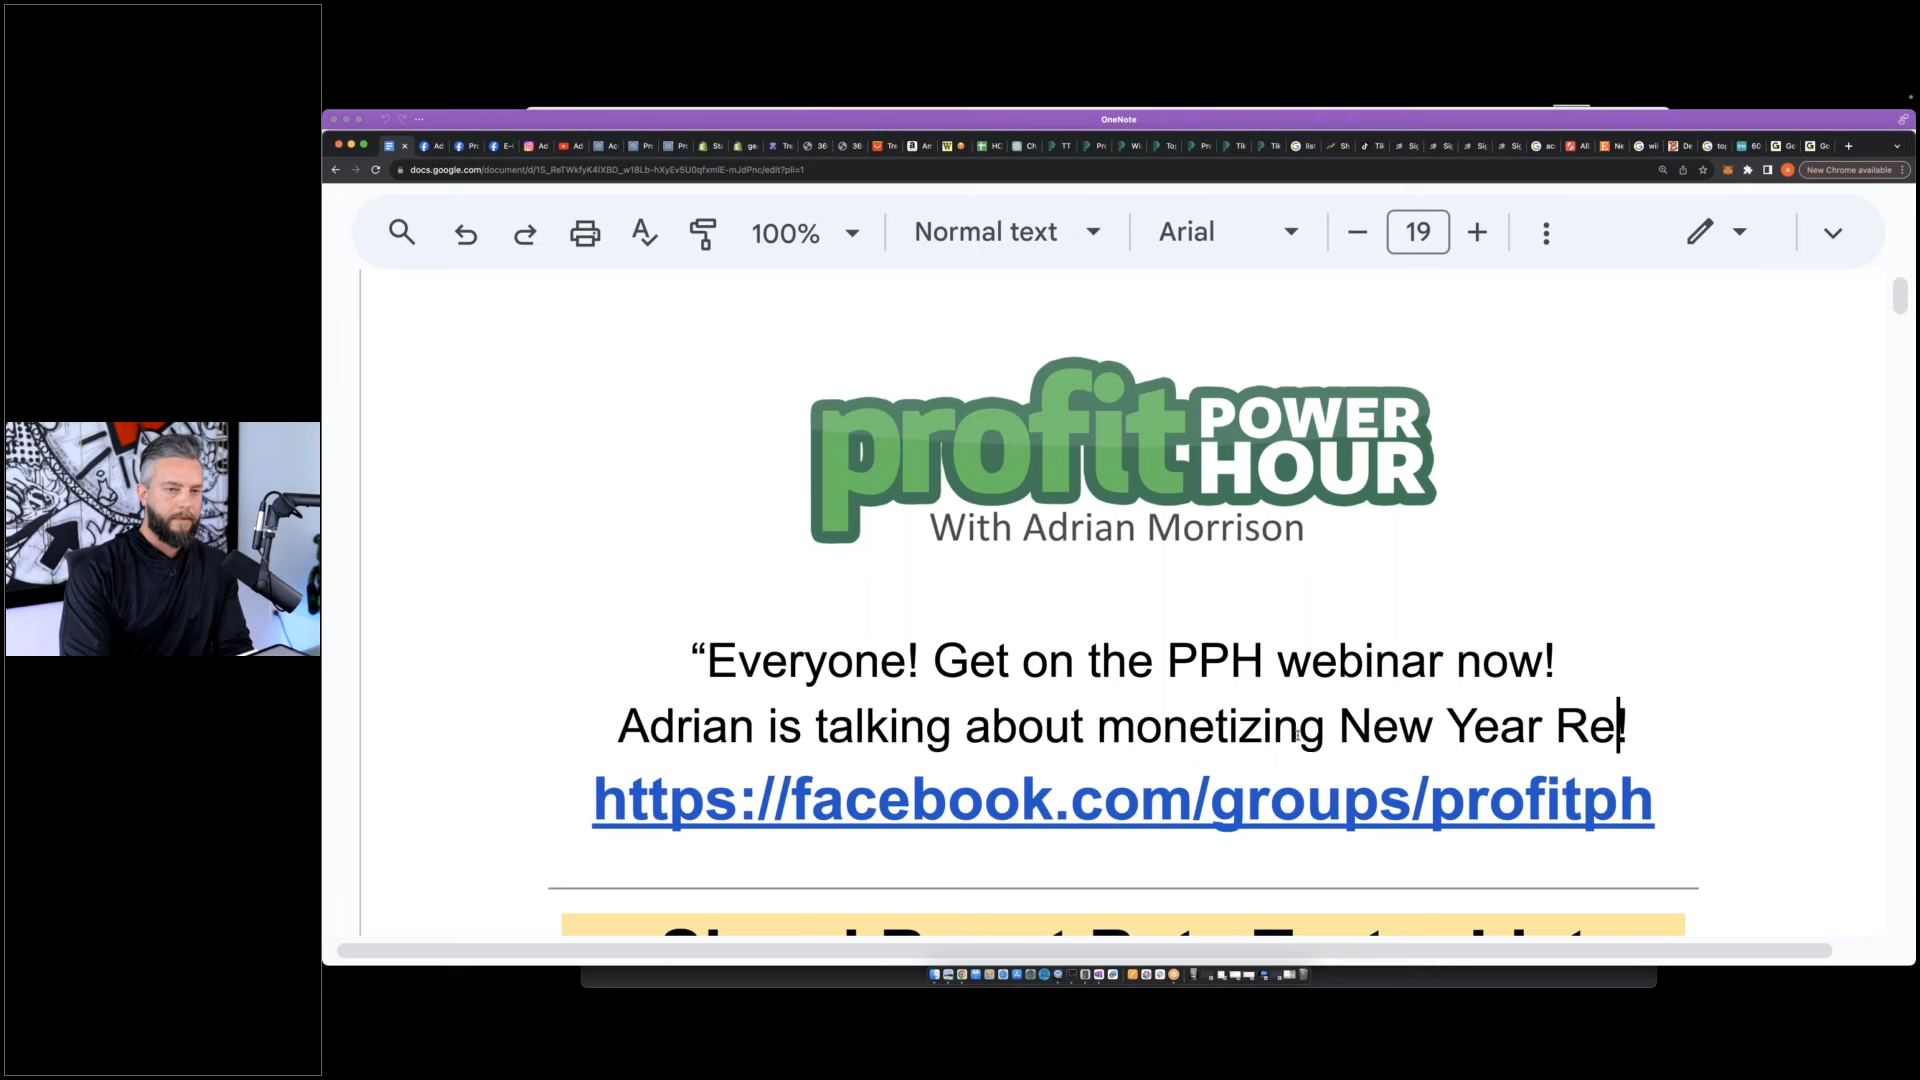 OneNote
docs.google.com/document/d/1S_ReTWkfyK4IXBD_w18Lb-hXyEv5U0qfxmIE-mJdPnc/edit?pli=1
New Chrome available
100%
Normal text
Arial
19
profit POWER HOUR
With Adrian Morrison
“Everyone! Get on the PPH webinar now!
Adrian is talking about monetizing New Year Re!
https://facebook.com/groups/profitph